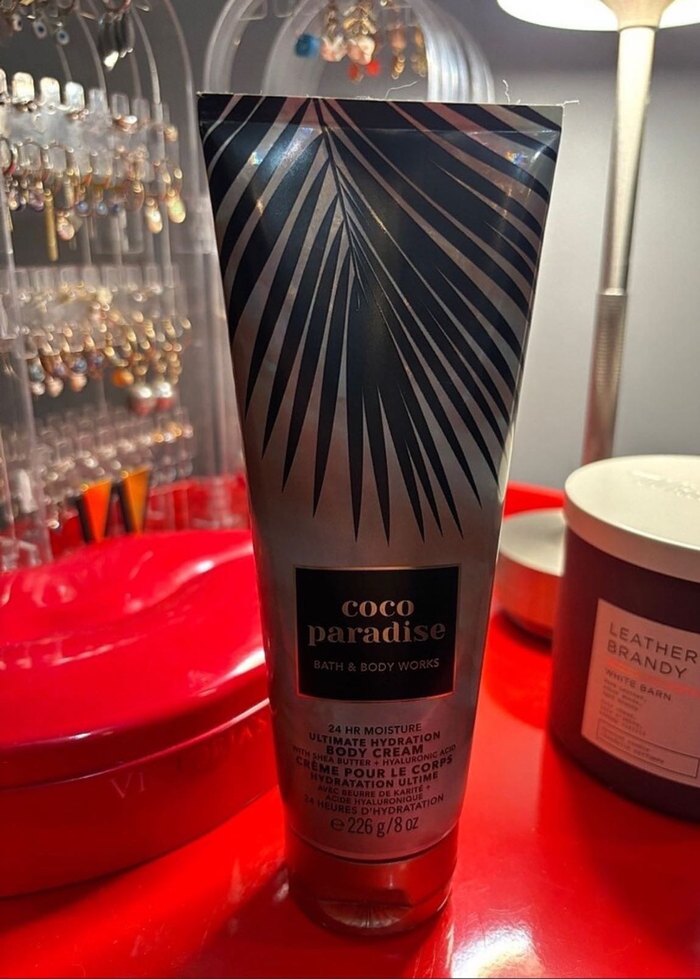 coco
paradise
BATH & BODY WORKS
24 HR MOISTURE
ULTIMATE HYDRATION
BODY CREAM
WITH SHEA BUTTER + HYALURONIC ACID
CRÈME POUR LE CORPS
HYDRATATION ULTIME
AVEC BEURRE DE KARITÉ +
ACIDE HYALURONIQUE
24 HEURES D'HYDRATATION
℮ 226 g/8 oz
LEATHER
BRANDY
WHITE BARN
VI